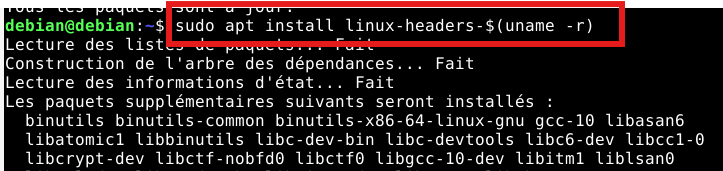 Tous les paquets sont à jour.
debian@debian:~$ sudo apt install linux-headers-$(uname -r)
Lecture des listes de paquets... Fait
Construction de l'arbre des dépendances... Fait
Lecture des informations d'état... Fait
Les paquets supplémentaires suivants seront installés :
binutils binutils-common binutils-x86-64-linux-gnu gcc-10 libasan6
libatomic1 libbinutils libc-dev-bin libc-devtools libc6-dev libcc1-0
libcrypt-dev libctf-nobfd0 libctf0 libgcc-10-dev libitm1 liblsan0